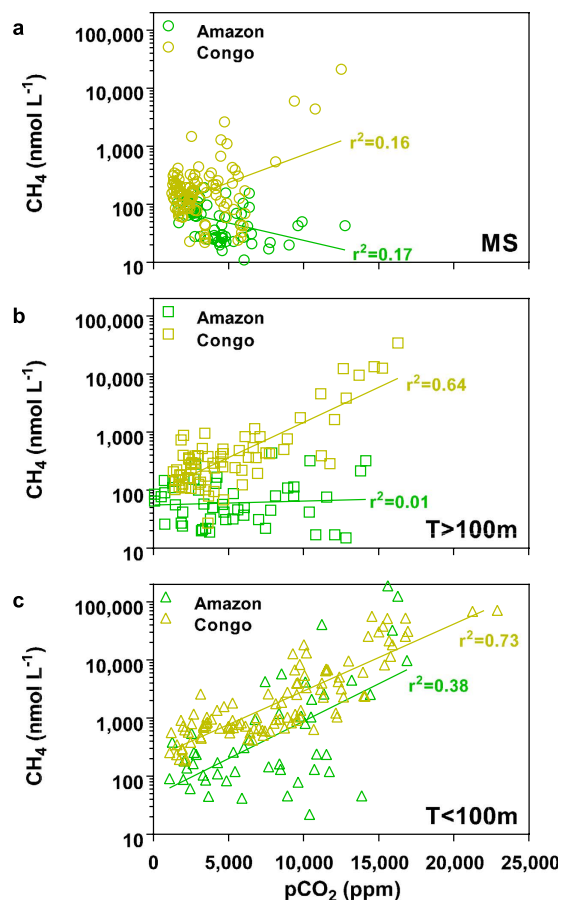 a
100,000
10,000
1,000
100
10
CH4 (nmol L-1)
Amazon
Congo
r2=0.16
r2=0.17
MS
b
100,000
10,000
1,000
100
10
CH4 (nmol L-1)
Amazon
Congo
r2=0.64
r2=0.01
T>100m
c
100,000
10,000
1,000
100
10
CH4 (nmol L-1)
Amazon
Congo
r2=0.73
r2=0.38
T<100m
0 5,000 10,000 15,000 20,000 25,000
pCO2 (ppm)